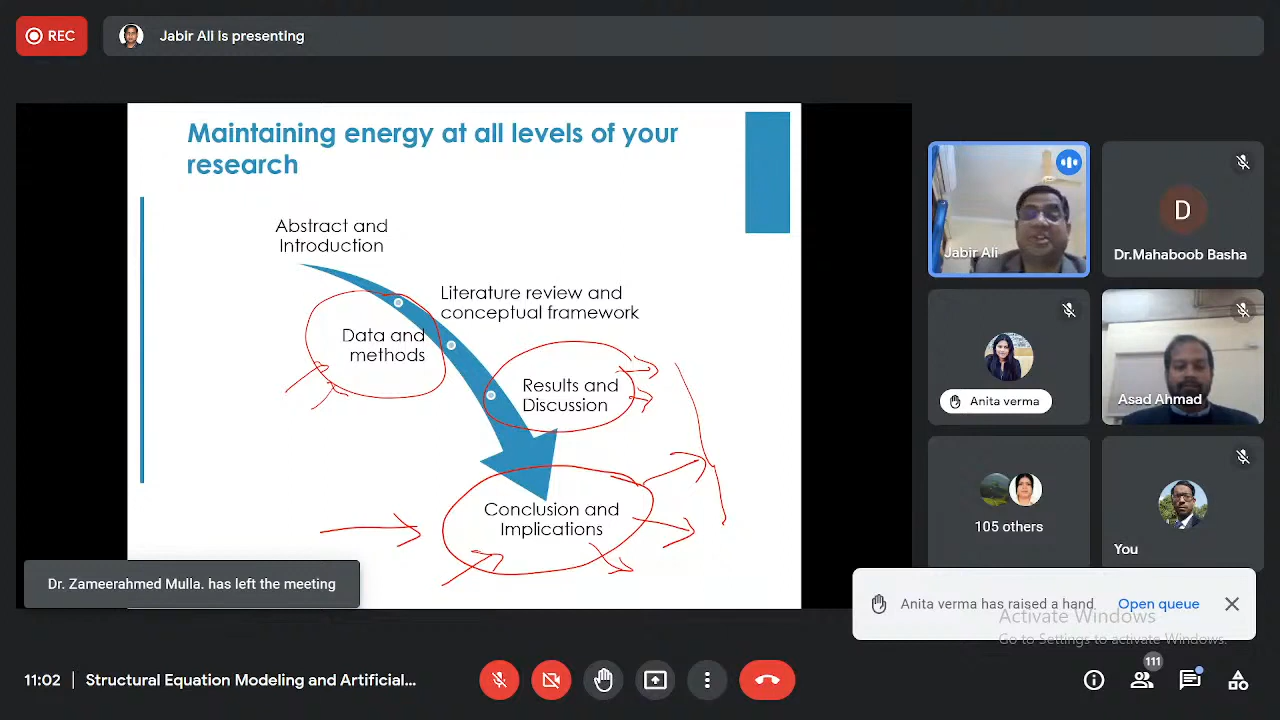 REC
Jabir Ali is presenting
Maintaining energy at all levels of your
research
Abstract and
Introduction
Literature review and
conceptual framework
Data and
methods
Results and
Discussion
Conclusion and
Implications
Jabir Ali
D
Dr.Mahaboob Basha
Anita verma
Asad Ahmad
105 others
You
Dr. Zameerahmed Mulla. has left the meeting
Anita verma has raised a hand
Open queue
Activate Windows
Go to Settings to activate Windows.
11:02
Structural Equation Modeling and Artificial...
111